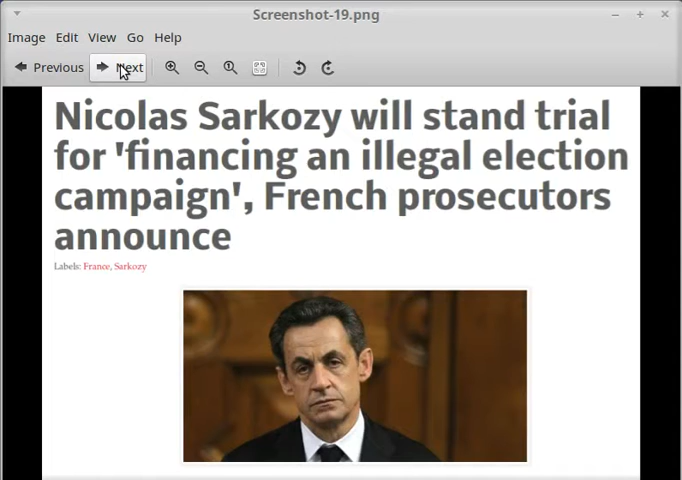 Screenshot-19.png
Image Edit View Go Help
Previous Next
Nicolas Sarkozy will stand trial
for 'financing an illegal election
campaign', French prosecutors
announce
Labels: France, Sarkozy